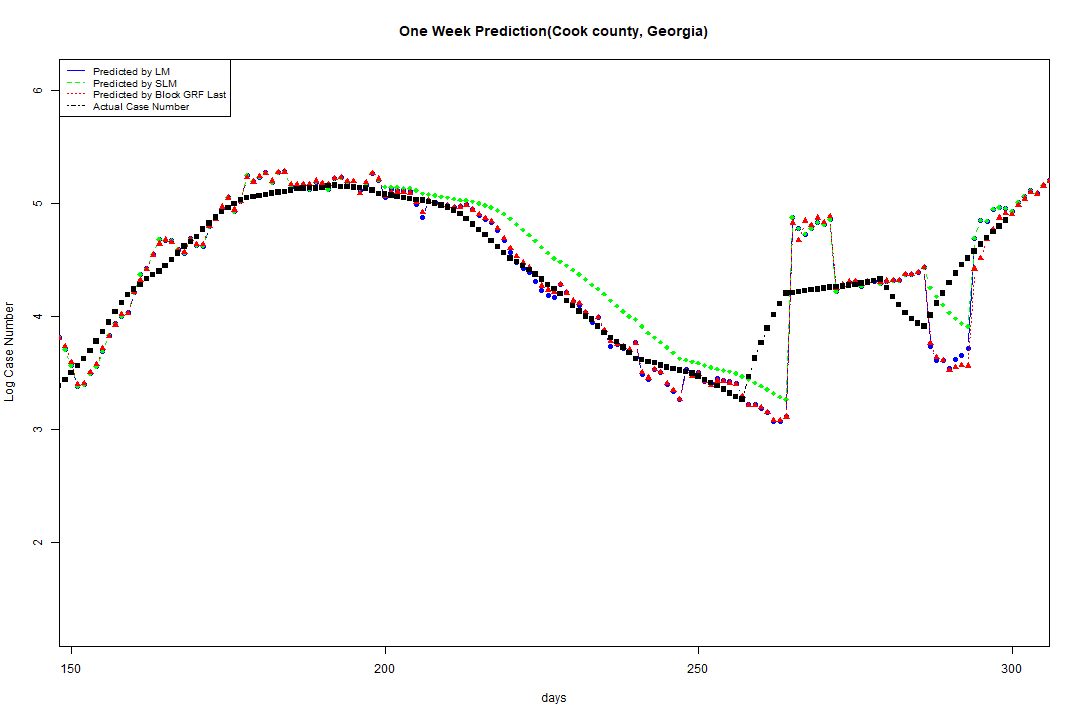 One Week Prediction(Cook county, Georgia)
Predicted by LM
Predicted by SLM
Predicted by Block GRF Last
Actual Case Number
6
5
4
3
2
Log Case Number
150 200 250 300
days